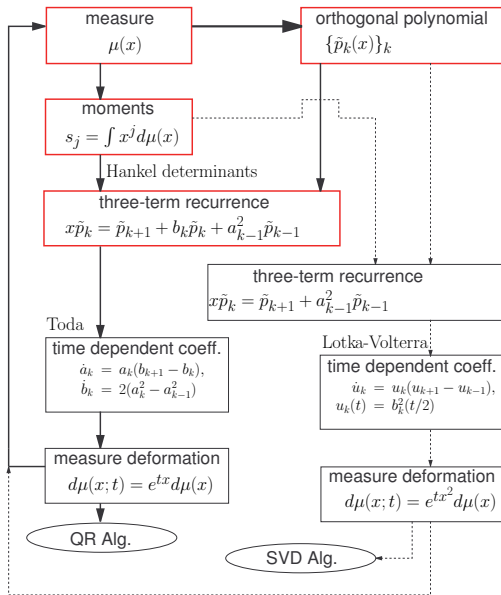 measure
μ(x)
orthogonal polynomial
{p̃_k(x)}_k
moments
s_j = ∫ x^j dμ(x)
Hankel determinants
three-term recurrence
xp̃_k = p̃_{k+1} + b_k p̃_k + a²_{k−1} p̃_{k−1}
three-term recurrence
xp̃_k = p̃_{k+1} + a²_{k−1} p̃_{k−1}
Toda
time dependent coeff.
ȧ_k = a_k(b_{k+1} − b_k),
ḃ_k = 2(a²_k − a²_{k−1})
Lotka-Volterra
time dependent coeff.
u̇_k = u_k(u_{k+1} − u_{k−1}),
u_k(t) = b²_k(t/2)
measure deformation
dμ(x; t) = e^{tx} dμ(x)
measure deformation
dμ(x; t) = e^{tx²} dμ(x)
QR Alg.
SVD Alg.